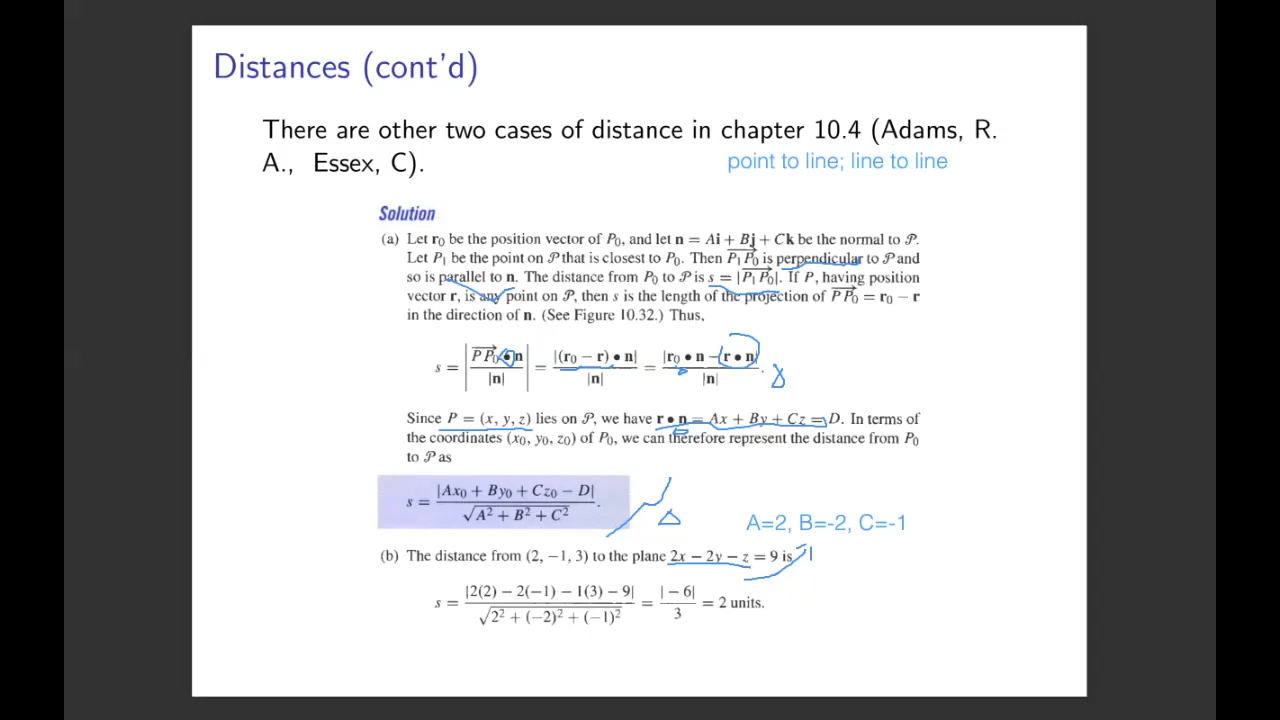 Distances (cont'd)
There are other two cases of distance in chapter 10.4 (Adams, R.
A., Essex, C).
point to line; line to line
Solution
(a) Let r₀ be the position vector of P₀, and let n = Ai + Bj + Ck be the normal to 𝒫.
Let P₁ be the point on 𝒫 that is closest to P₀. Then P₁P₀ is perpendicular to 𝒫 and
so is parallel to n. The distance from P₀ to 𝒫 is s = |P₁P₀|. If P, having position
vector r, is any point on 𝒫, then s is the length of the projection of PP₀ = r₀ − r
in the direction of n. (See Figure 10.32.) Thus,
s = |PP₀ • n / |n|| = |(r₀ − r) • n| / |n| = |r₀ • n − r • n| / |n|.
Since P = (x, y, z) lies on 𝒫, we have r • n = Ax + By + Cz = D. In terms of
the coordinates (x₀, y₀, z₀) of P₀, we can therefore represent the distance from P₀
to 𝒫 as
s = |Ax₀ + By₀ + Cz₀ − D| / √(A² + B² + C²).
A=2, B=-2, C=-1
(b) The distance from (2, −1, 3) to the plane 2x − 2y − z = 9 is
s = |2(2) − 2(−1) − 1(3) − 9| / √(2² + (−2)² + (−1)²) = |− 6| / 3 = 2 units.